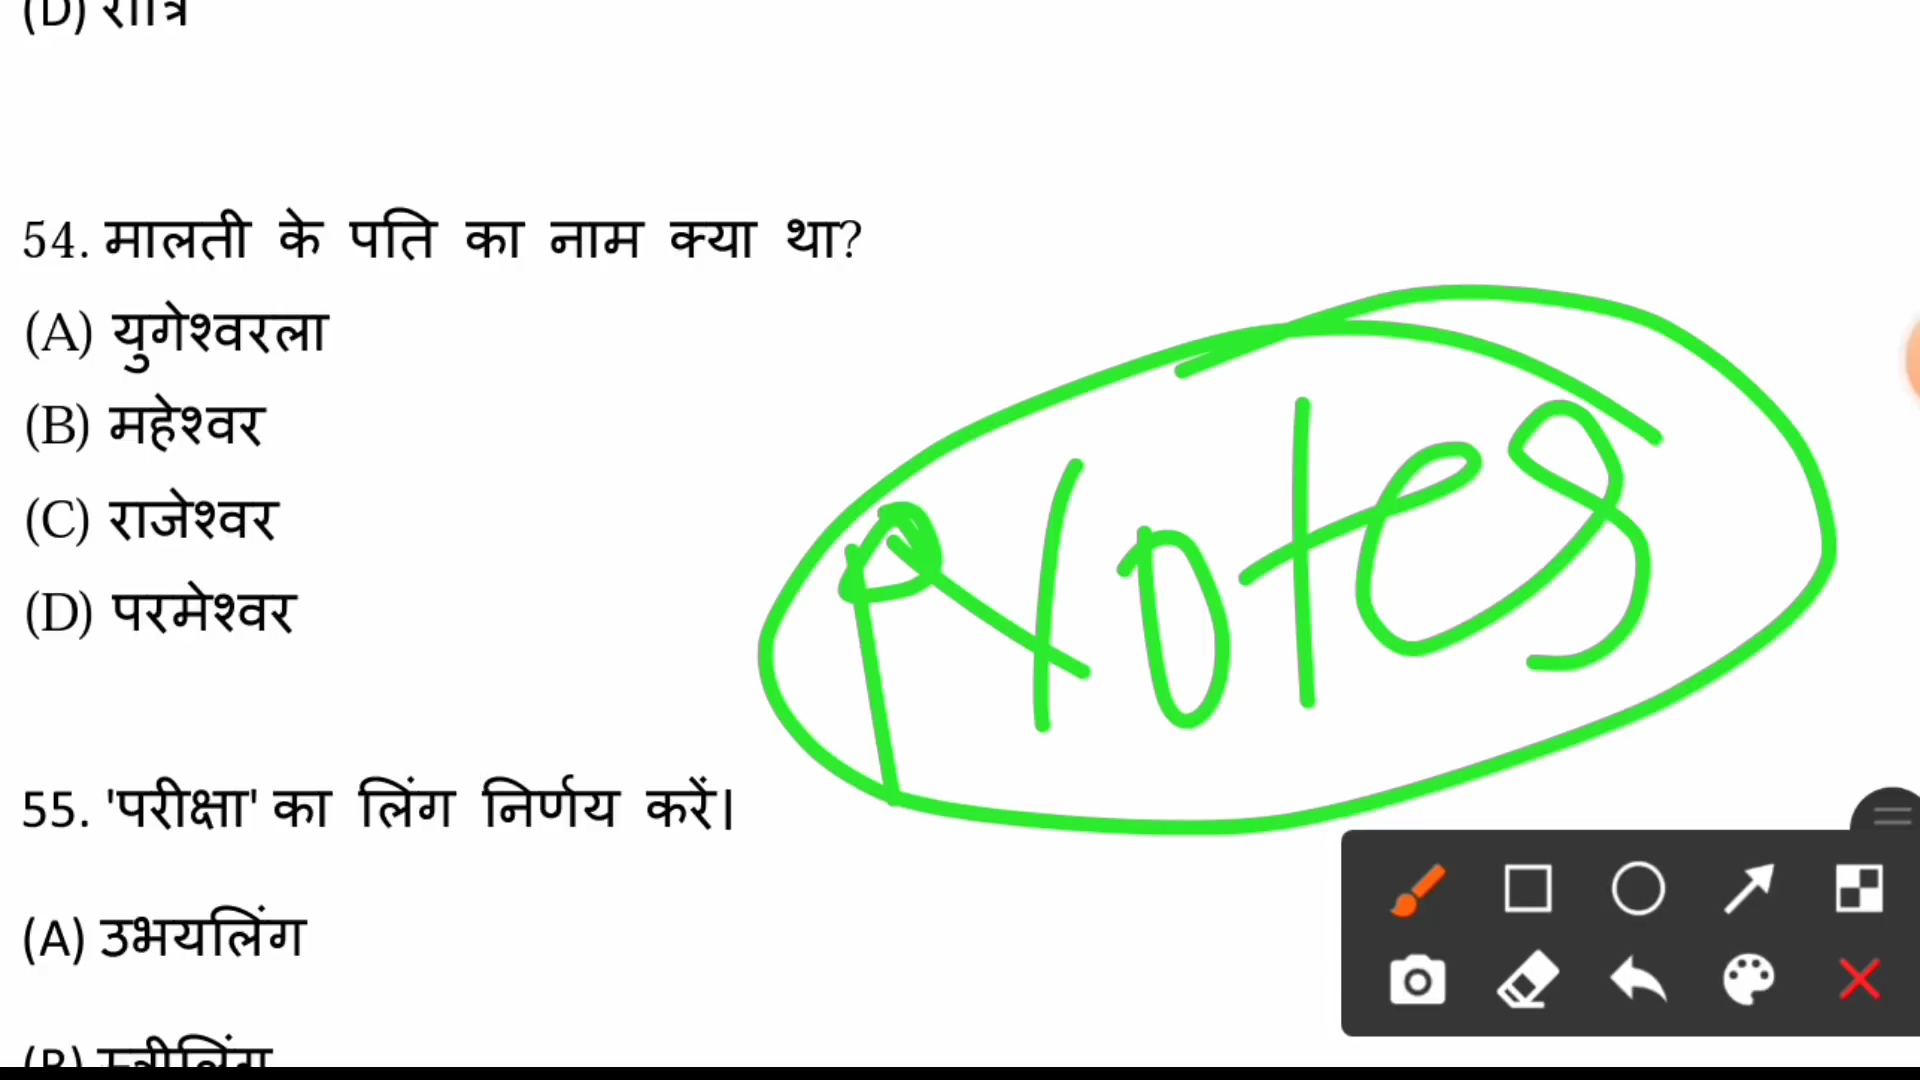 (D) रात्रि
54. मालती के पति का नाम क्या था?
(A) युगेश्वरला
(B) महेश्वर
(C) राजेश्वर
(D) परमेश्वर
Notes
55. 'परीक्षा' का लिंग निर्णय करें।
(A) उभयलिंग
(B) स्त्रीलिंग